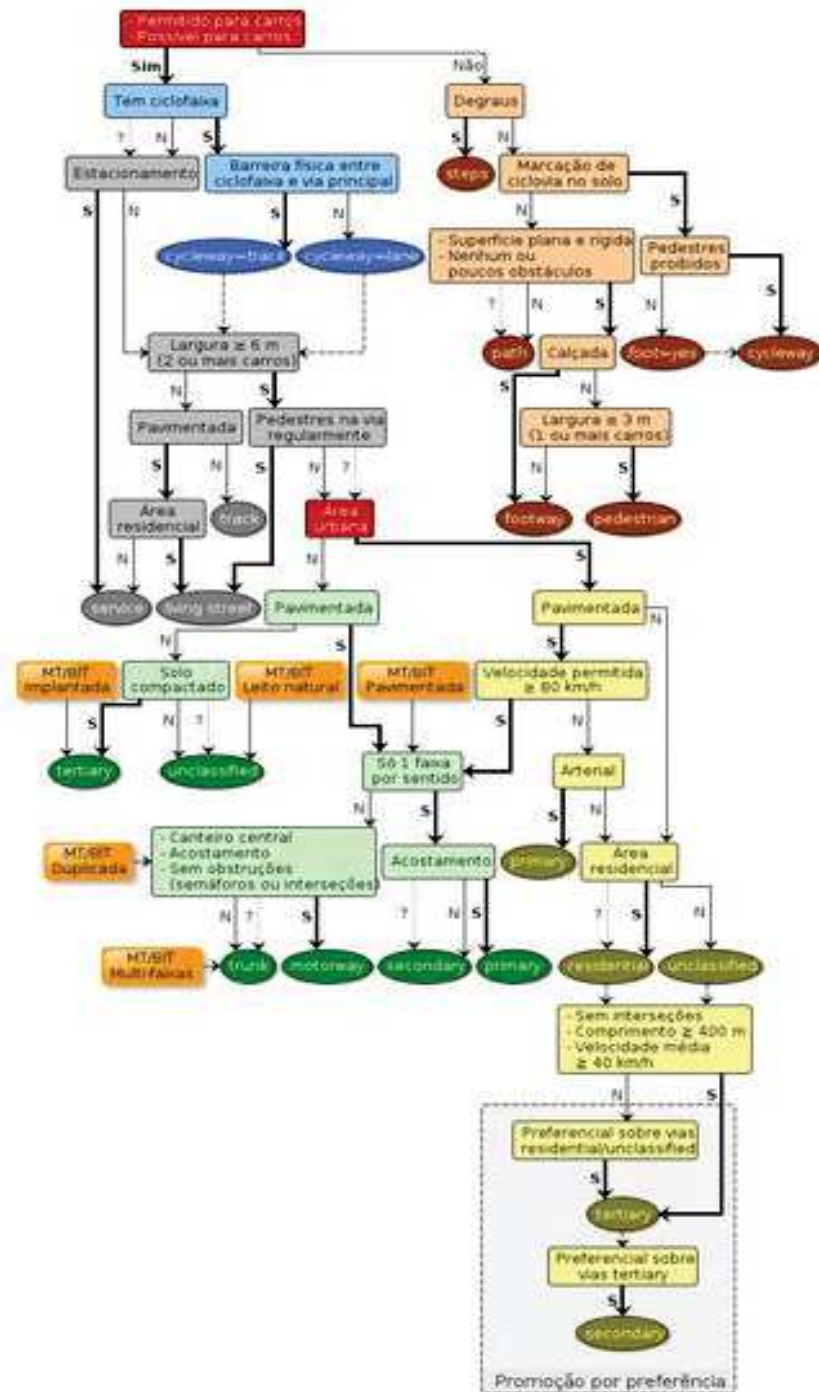 - Permitido para carros
- Possível para carros
Sim
Não
Tem ciclofaixa
Degraus
?
N
S
S
N
Estacionamento
Barreira física entre
ciclofaixa e via principal
steps
Marcação de
ciclovia no solo
S
N
S
N
N
S
cycleway=track
cycleway=lane
- Superfície plana e rígida
- Nenhum ou
poucos obstáculos
Pedestres
proibidos
?
N
S
N
S
Largura ≥ 6 m
(2 ou mais carros)
path
Calçada
foot=yes
cycleway
N
S
S
N
Pavimentada
Pedestres na via
regularmente
Largura ≥ 3 m
(1 ou mais carros)
S
N
S
N
?
N
S
Área
residencial
track
Área
urbana
footway
pedestrian
N
S
N
S
service
living street
Pavimentada
Pavimentada
N
S
S
N
MT/BIT
Implantada
Solo
compactado
MT/BIT
Leito natural
MT/BIT
Pavimentada
Velocidade permitida
≥ 80 km/h
S
N
?
S
N
tertiary
unclassified
Só 1 faixa
por sentido
Arterial
N
S
S
N
MT/BIT
Duplicada
- Canteiro central
- Acostamento
- Sem obstruções
(semáforos ou interseções)
Acostamento
primary
Área
residencial
N
?
S
?
N
S
?
S
N
MT/BIT
Multifaixas
trunk
motorway
secondary
primary
residential
unclassified
- Sem interseções
- Comprimento ≥ 400 m
- Velocidade média
≥ 40 km/h
N
S
Preferencial sobre vias
residential/unclassified
S
tertiary
Preferencial sobre
vias tertiary
S
secondary
Promoção por preferência